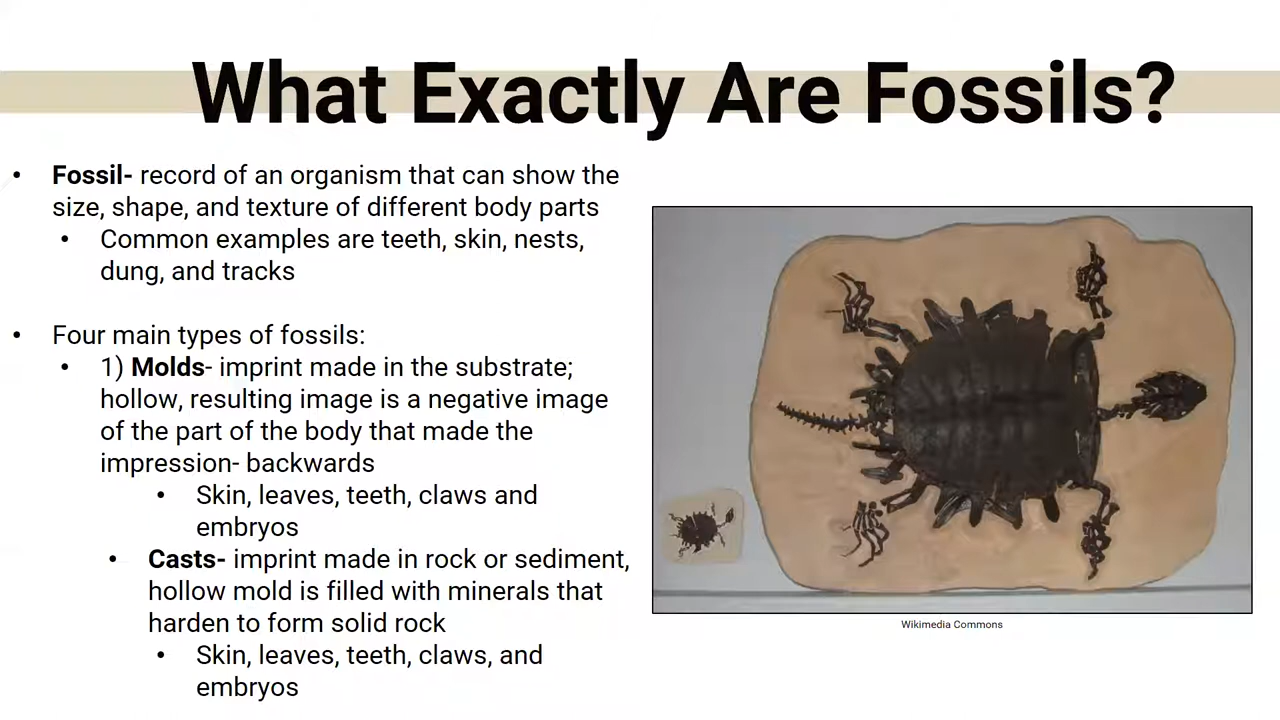 What Exactly Are Fossils?
• Fossil- record of an organism that can show the
size, shape, and texture of different body parts
• Common examples are teeth, skin, nests,
dung, and tracks
• Four main types of fossils:
• 1) Molds- imprint made in the substrate;
hollow, resulting image is a negative image
of the part of the body that made the
impression- backwards
• Skin, leaves, teeth, claws and
embryos
• Casts- imprint made in rock or sediment,
hollow mold is filled with minerals that
harden to form solid rock
• Skin, leaves, teeth, claws, and
embryos
Wikimedia Commons